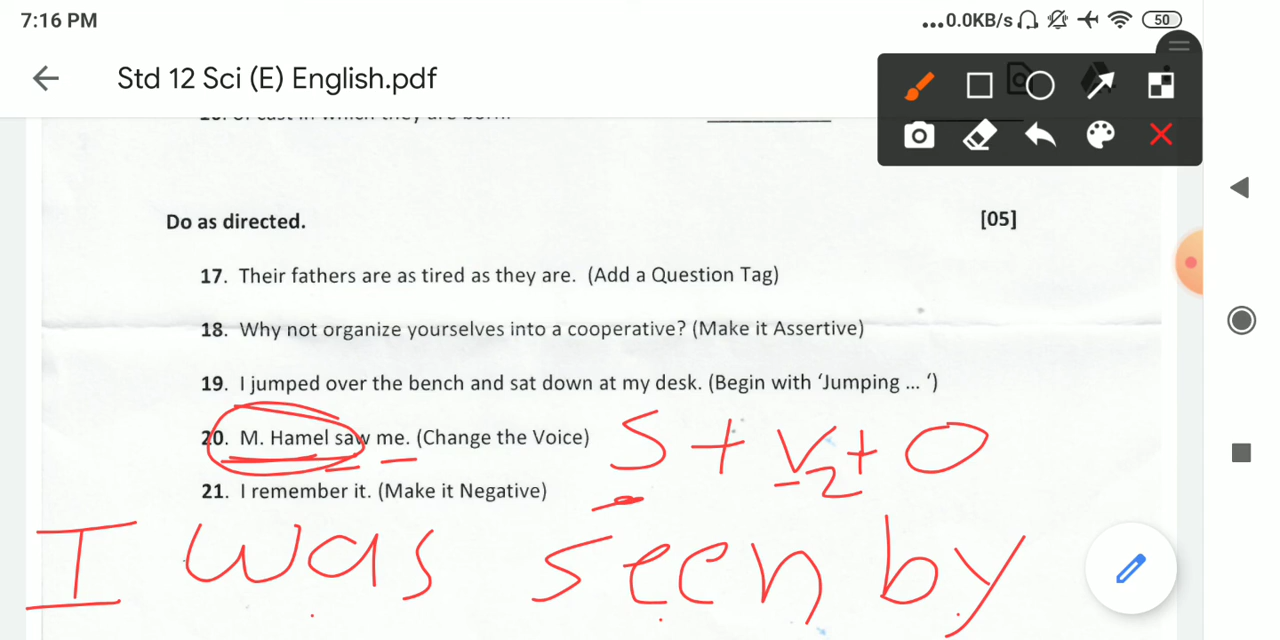 7:16 PM
...0.0KB/s
50
Std 12 Sci (E) English.pdf
Do as directed.
[05]
17. Their fathers are as tired as they are. (Add a Question Tag)
18. Why not organize yourselves into a cooperative? (Make it Assertive)
19. I jumped over the bench and sat down at my desk. (Begin with ‘Jumping ... ‘)
20. M. Hamel saw me. (Change the Voice)
S + V2 + O
21. I remember it. (Make it Negative)
I was seen by